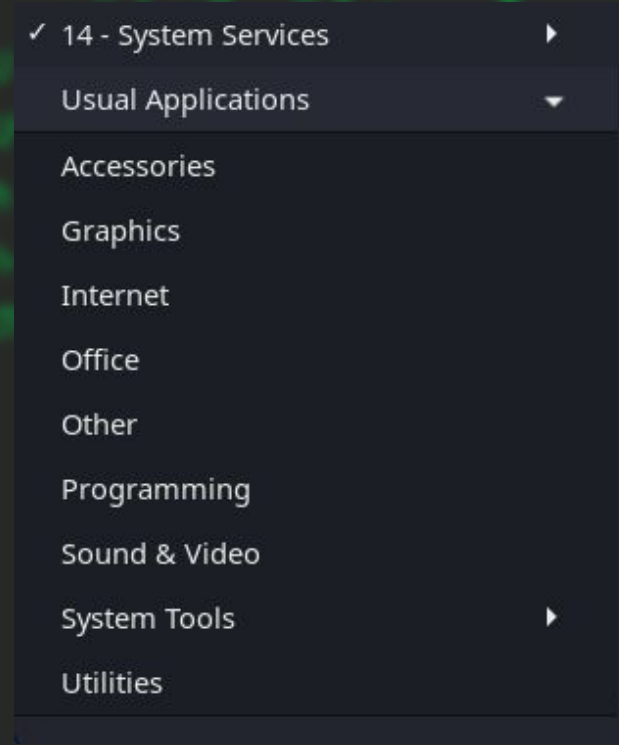 ✓ 14 - System Services
Usual Applications
Accessories
Graphics
Internet
Office
Other
Programming
Sound & Video
System Tools
Utilities